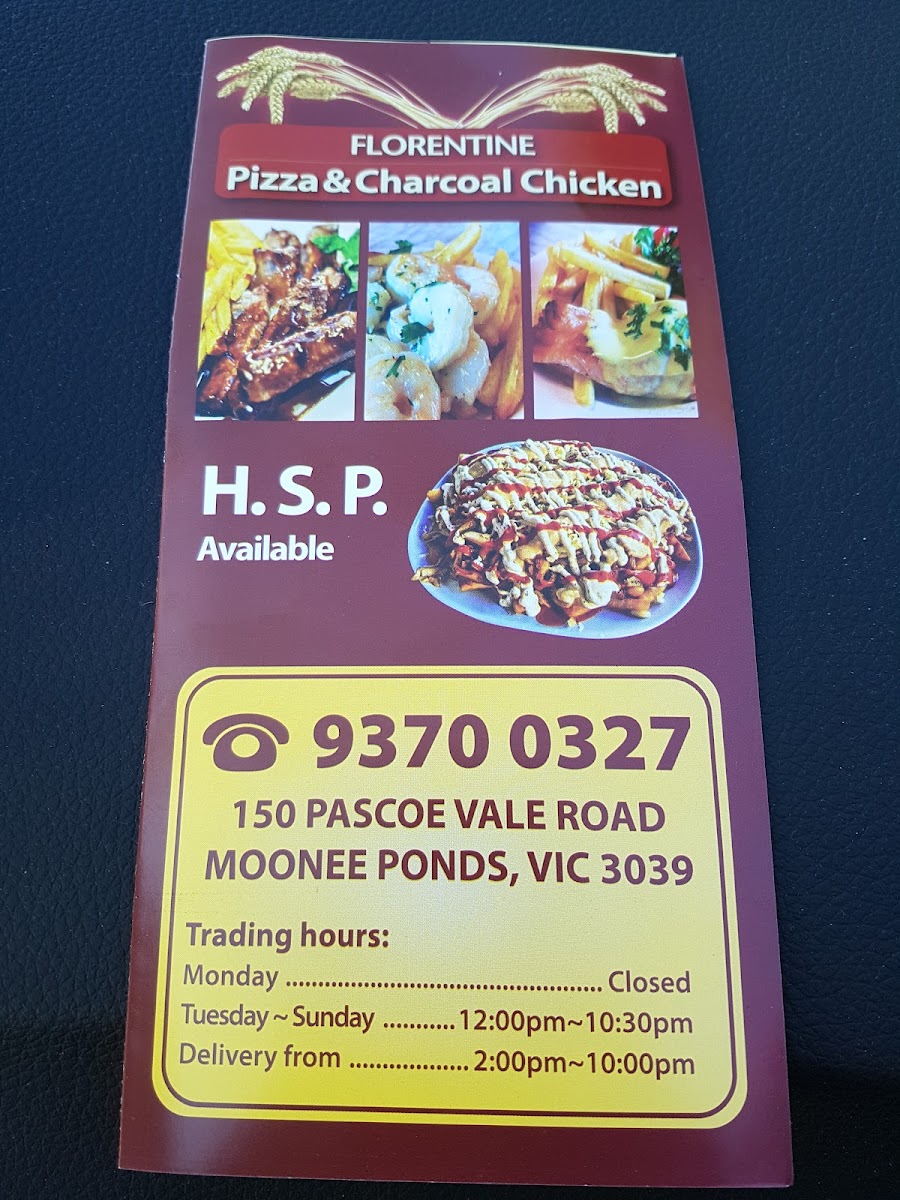 FLORENTINE
Pizza & Charcoal Chicken
H. S. P.
Available
9370 0327
150 PASCOE VALE ROAD
MOONEE PONDS, VIC 3039
Trading hours:
Monday ................................................ Closed
Tuesday ~ Sunday ...........12:00pm~10:30pm
Delivery from .................. 2:00pm~10:00pm